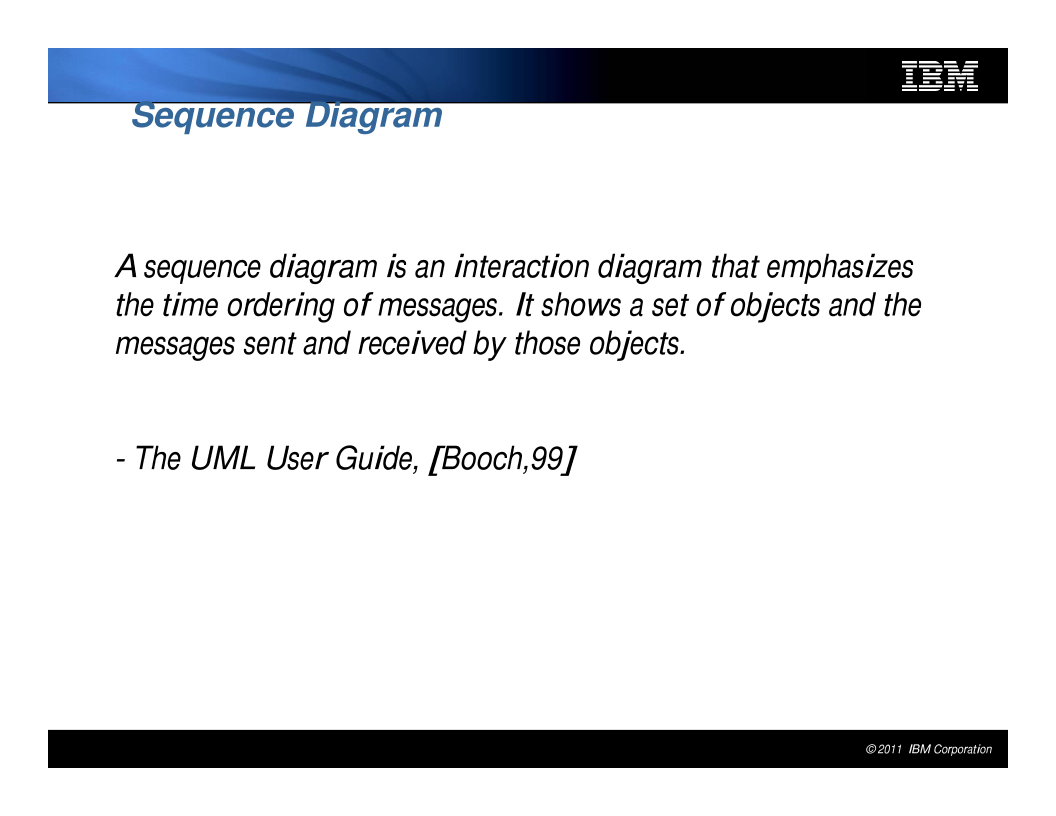 IBM
Sequence Diagram
A sequence diagram is an interaction diagram that emphasizes
the time ordering of messages. It shows a set of objects and the
messages sent and received by those objects.
- The UML User Guide, [Booch,99]
© 2011 IBM Corporation